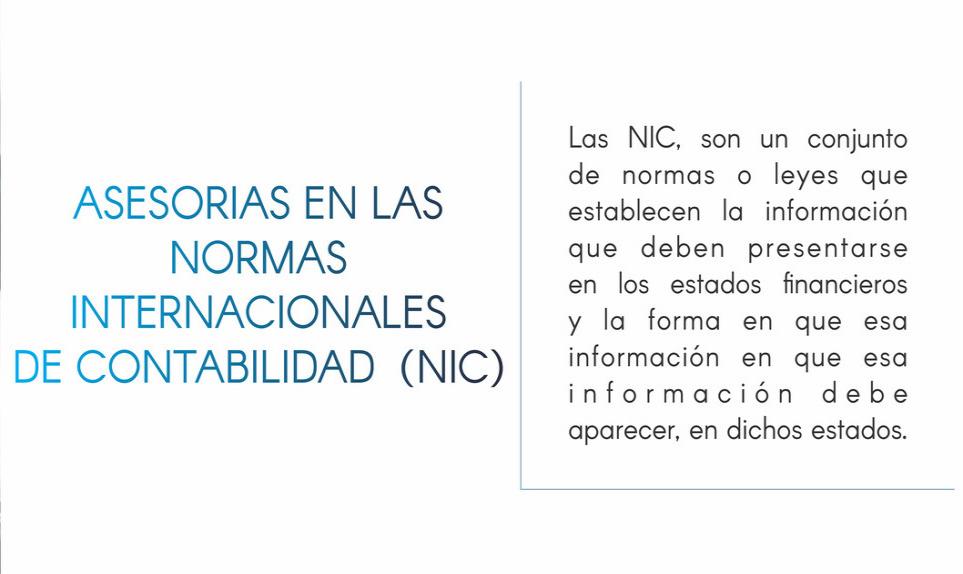 ASESORIAS EN LAS
NORMAS
INTERNACIONALES
DE CONTABILIDAD (NIC)
Las NIC, son un conjunto
de normas o leyes que
establecen la información
que deben presentarse
en los estados financieros
y la forma en que esa
información en que esa
información debe
aparecer, en dichos estados.